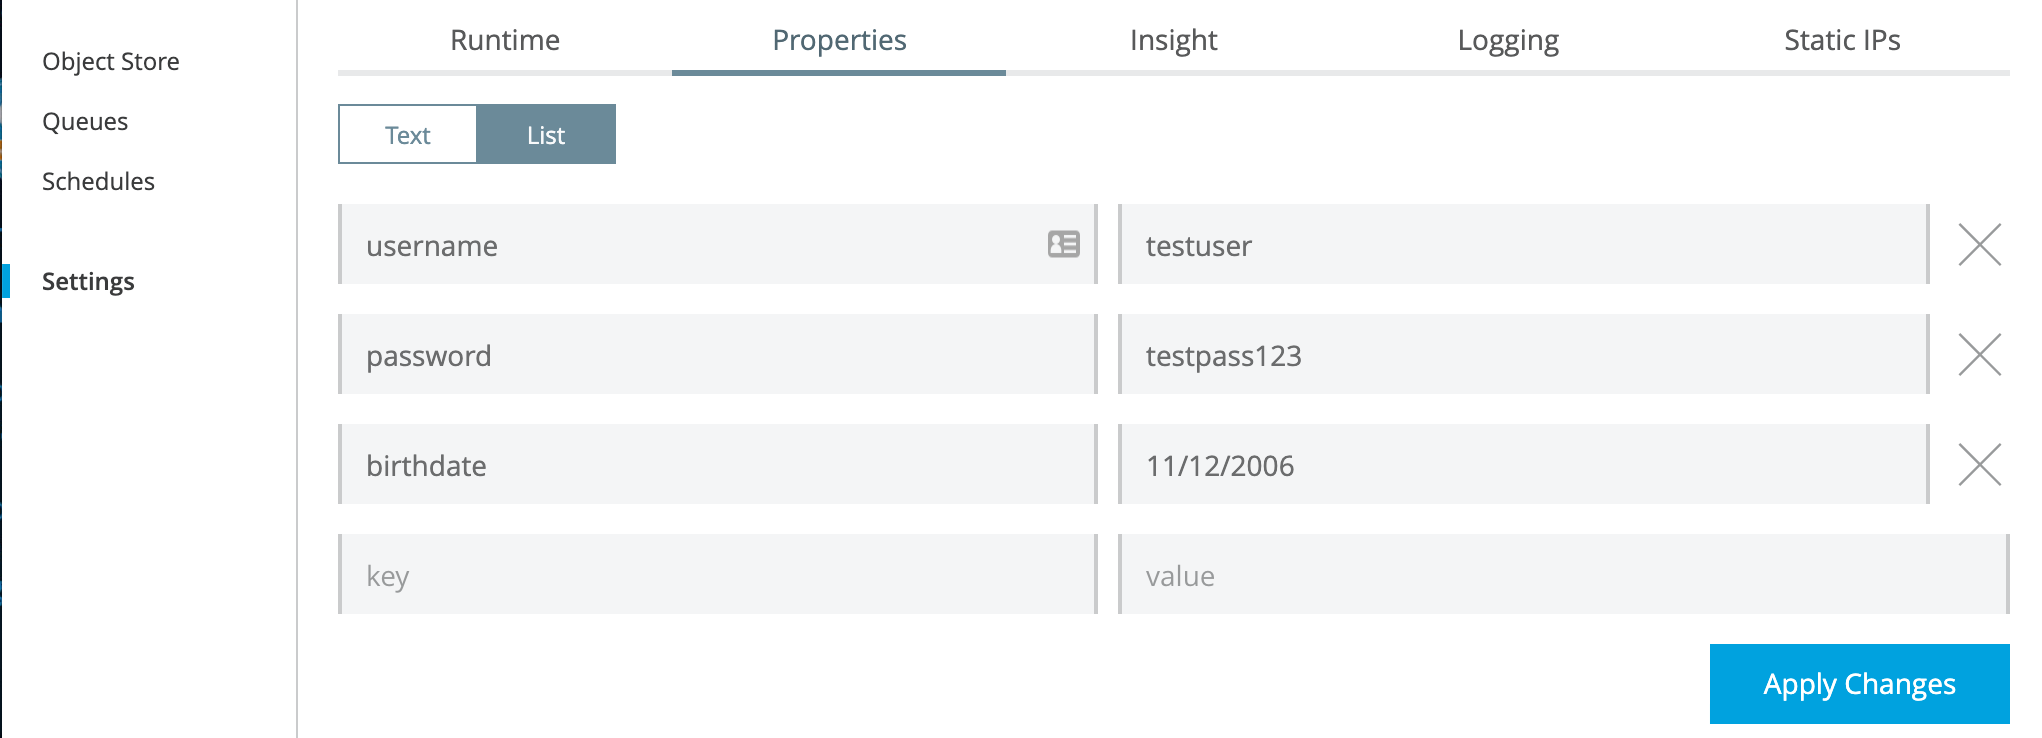 Object Store
Queues
Schedules
Settings
Runtime Properties Insight Logging Static IPs
Text List
username testuser
password testpass123
birthdate 11/12/2006
key value
Apply Changes